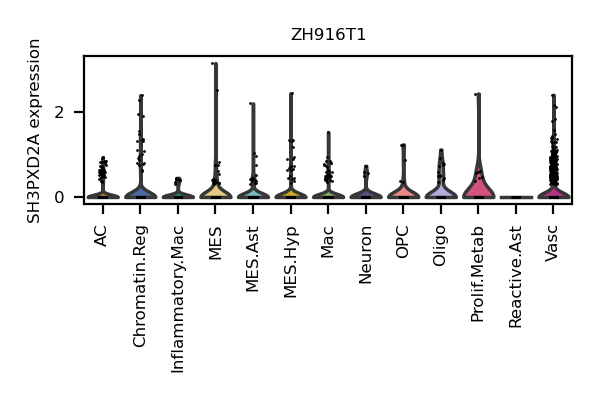 ZH916T1
SH3PXD2A expression
2
0
AC
Chromatin.Reg
Inflammatory.Mac
MES
MES.Ast
MES.Hyp
Mac
Neuron
OPC
Oligo
Prolif.Metab
Reactive.Ast
Vasc